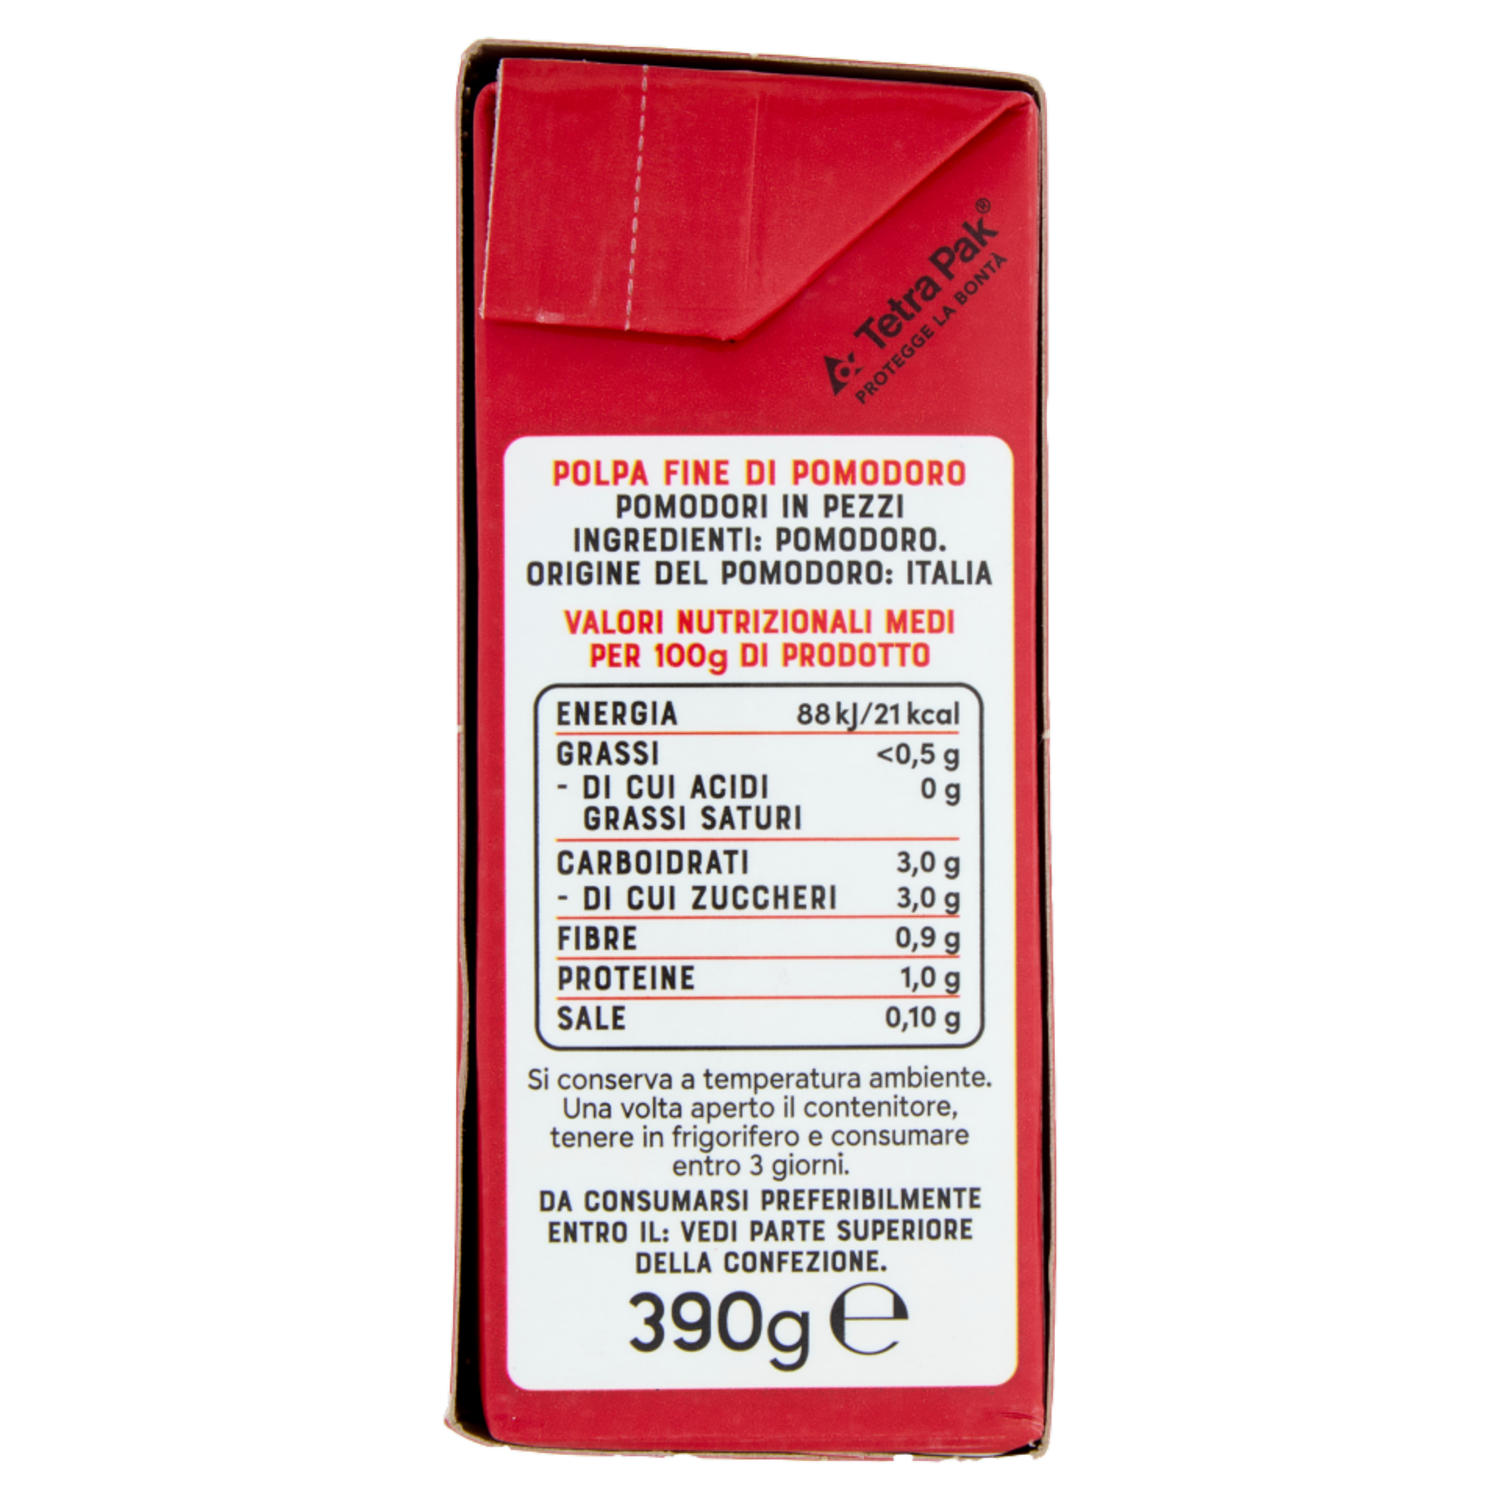 Tetra Pak®
PROTEGGE LA BONTÀ
POLPA FINE DI POMODORO
POMODORI IN PEZZI
INGREDIENTI: POMODORO.
ORIGINE DEL POMODORO: ITALIA
VALORI NUTRIZIONALI MEDI
PER 100g DI PRODOTTO
ENERGIA 88 kJ/21 kcal
GRASSI <0,5 g
- DI CUI ACIDI 0 g
GRASSI SATURI
CARBOIDRATI 3,0 g
- DI CUI ZUCCHERI 3,0 g
FIBRE 0,9 g
PROTEINE 1,0 g
SALE 0,10 g
Si conserva a temperatura ambiente.
Una volta aperto il contenitore,
tenere in frigorifero e consumare
entro 3 giorni.
DA CONSUMARSI PREFERIBILMENTE
ENTRO IL: VEDI PARTE SUPERIORE
DELLA CONFEZIONE.
390g ℮